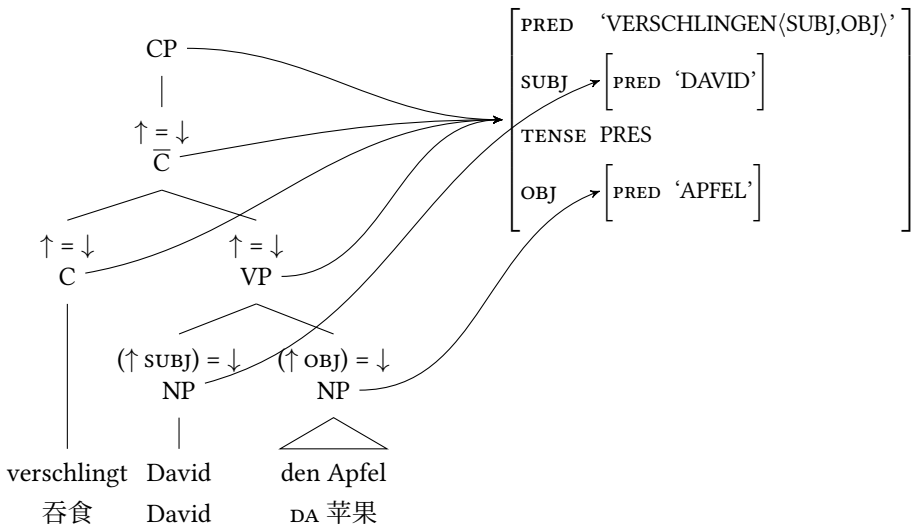 CP
↑ = ↓
C̅
↑ = ↓ ↑ = ↓
C VP
(↑ SUBJ) = ↓ (↑ OBJ) = ↓
NP NP
verschlingt David den Apfel
吞食 David DA 苹果
PRED ‘VERSCHLINGEN⟨SUBJ,OBJ⟩’
SUBJ [PRED ‘DAVID’]
TENSE PRES
OBJ [PRED ‘APFEL’]